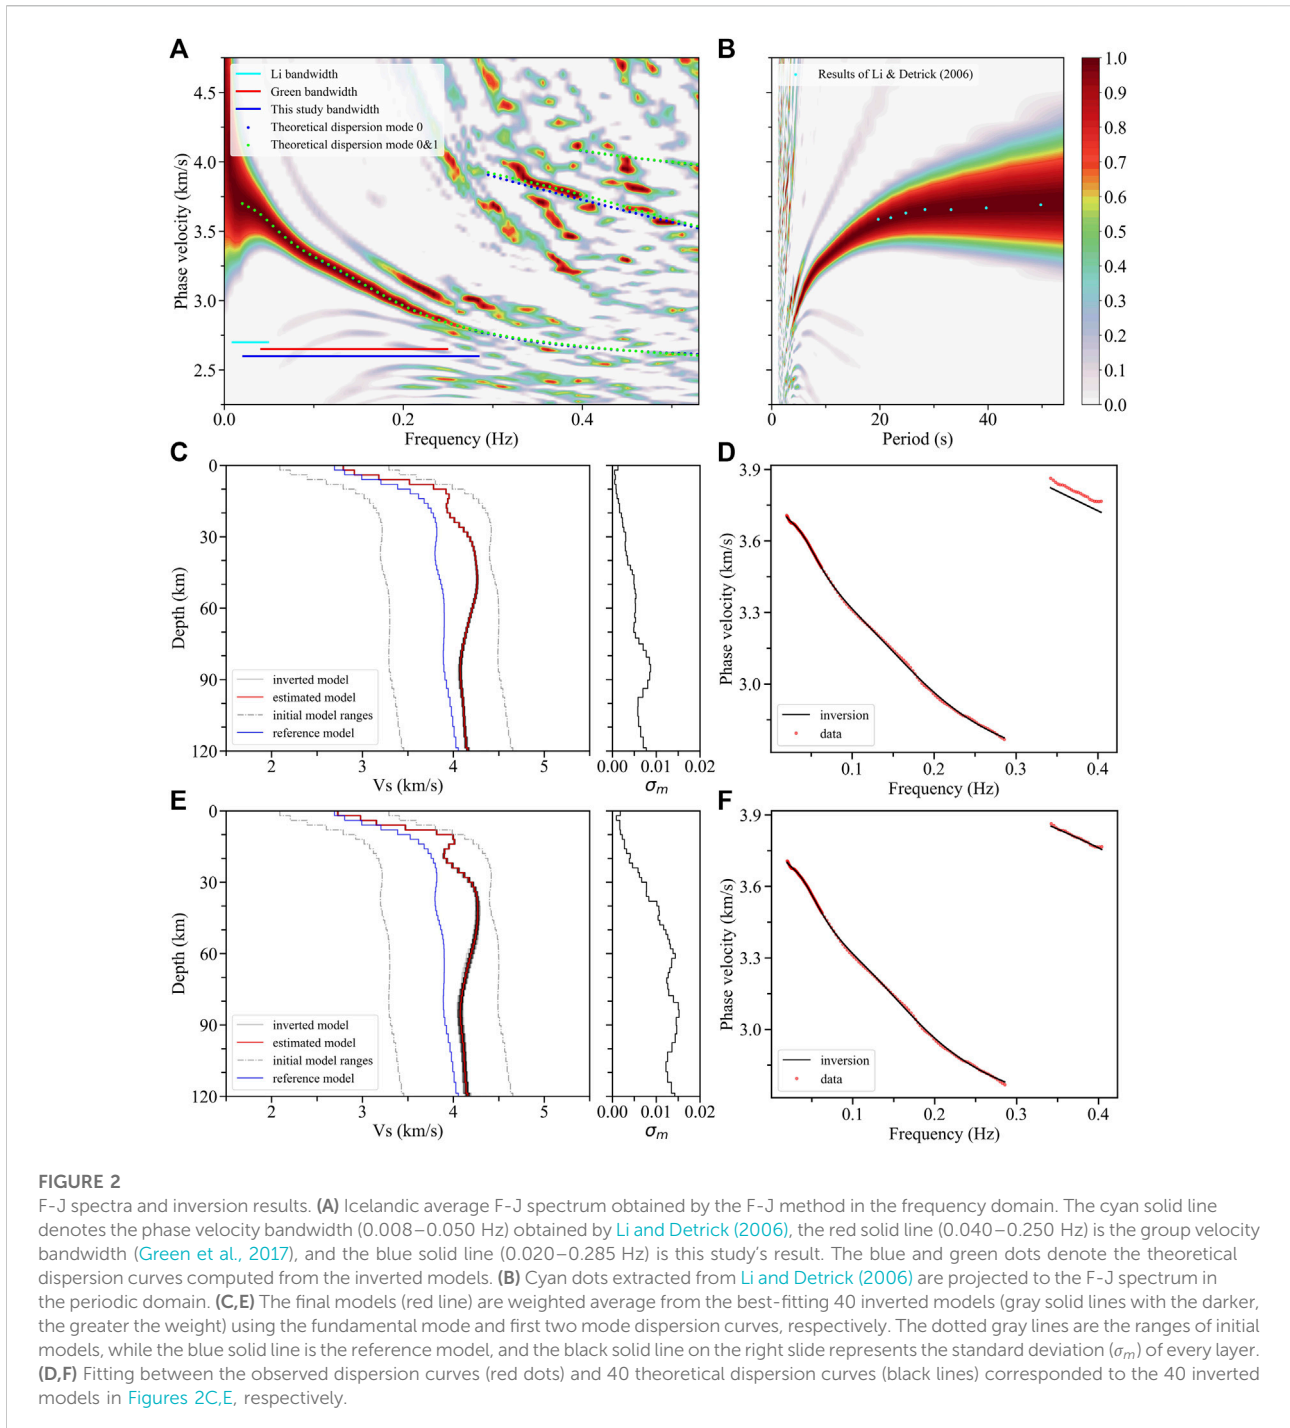 A
B
Li bandwidth
Green bandwidth
This study bandwidth
Theoretical dispersion mode 0
Theoretical dispersion mode 0&1
4.5
4.0
3.5
3.0
2.5
Phase velocity (km/s)
0.0
0.2
0.4
Frequency (Hz)
Results of Li & Detrick (2006)
0
20
40
Period (s)
1.0
0.9
0.8
0.7
0.6
0.5
0.4
0.3
0.2
0.1
0.0
C
0
30
60
90
120
Depth (km)
inverted model
estimated model
initial model ranges
reference model
2
3
4
5
Vs (km/s)
0.00
0.01
0.02
σm
D
3.9
3.6
3.3
3.0
Phase velocity (km/s)
inversion
data
0.1
0.2
0.3
0.4
Frequency (Hz)
E
0
30
60
90
120
Depth (km)
inverted model
estimated model
initial model ranges
reference model
2
3
4
5
Vs (km/s)
0.00
0.01
0.02
σm
F
3.9
3.6
3.3
3.0
Phase velocity (km/s)
inversion
data
0.1
0.2
0.3
0.4
Frequency (Hz)
FIGURE 2
F-J spectra and inversion results. (A) Icelandic average F-J spectrum obtained by the F-J method in the frequency domain. The cyan solid line
denotes the phase velocity bandwidth (0.008–0.050 Hz) obtained by Li and Detrick (2006), the red solid line (0.040–0.250 Hz) is the group velocity
bandwidth (Green et al., 2017), and the blue solid line (0.020–0.285 Hz) is this study's result. The blue and green dots denote the theoretical
dispersion curves computed from the inverted models. (B) Cyan dots extracted from Li and Detrick (2006) are projected to the F-J spectrum in
the periodic domain. (C,E) The final models (red line) are weighted average from the best-fitting 40 inverted models (gray solid lines with the darker,
the greater the weight) using the fundamental mode and first two mode dispersion curves, respectively. The dotted gray lines are the ranges of initial
models, while the blue solid line is the reference model, and the black solid line on the right slide represents the standard deviation (σm) of every layer.
(D,F) Fitting between the observed dispersion curves (red dots) and 40 theoretical dispersion curves (black lines) corresponded to the 40 inverted
models in Figures 2C,E, respectively.